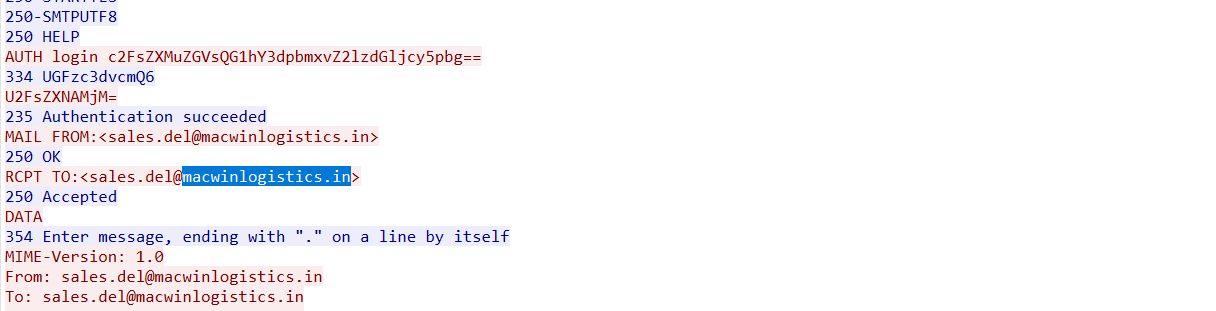 250-STARTTLS
250-SMTPUTF8
250 HELP
AUTH login c2FsZXMuZGVsQG1hY3dpbmxvZ2lzdGljcy5pbg==
334 UGFzc3dvcmQ6
U2FsZXNAMjM=
235 Authentication succeeded
MAIL FROM:<sales.del@macwinlogistics.in>
250 OK
RCPT TO:<sales.del@macwinlogistics.in>
250 Accepted
DATA
354 Enter message, ending with "." on a line by itself
MIME-Version: 1.0
From: sales.del@macwinlogistics.in
To: sales.del@macwinlogistics.in